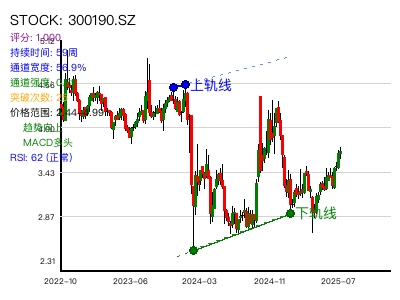 STOCK: 300190.SZ
评分: 1.000
5.12
持续时间: 59周
通道宽度: 56.9%
通道强度:
上轨线
突破次数:
价格范围:
趋势向上
MACD多头
RSI: 62 (正常)
3.43
2.87
下轨线
2.31
2022-10
2023-06
2024-03
2024-11
2025-07